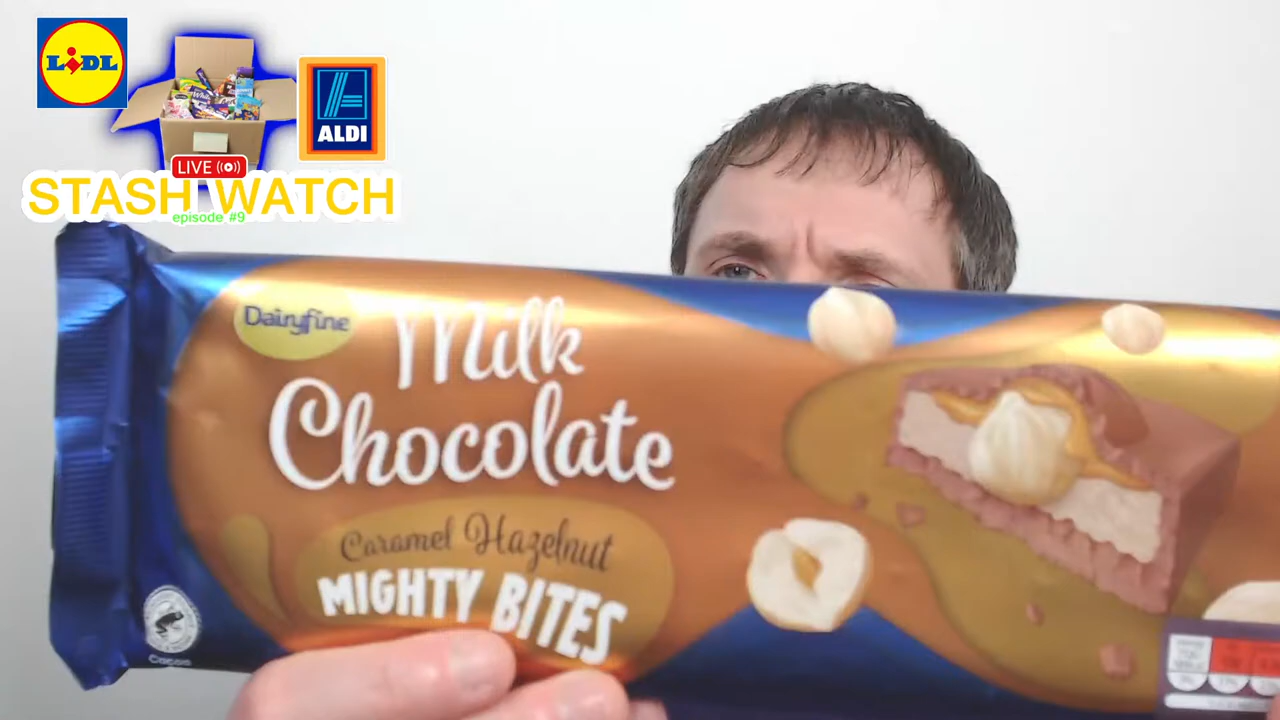 LIDL
ALDI
LIVE
STASH WATCH
episode #9
Dairyfine
Milk
Chocolate
Caramel Hazelnut
MIGHTY BITES
Cocoa